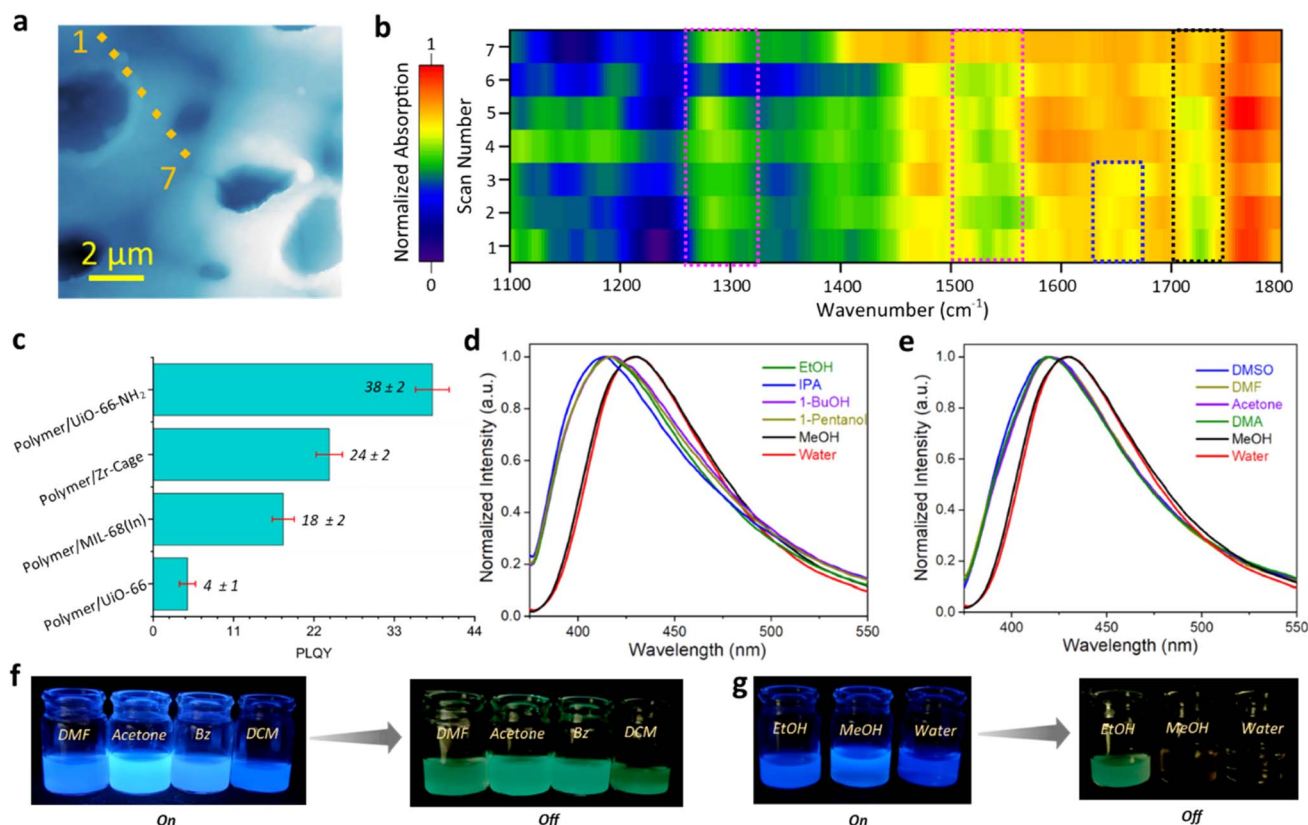 a
1
7
2 μm
b
1
Normalized Absorption
0
Scan Number
7
6
5
4
3
2
1
1100 1200 1300 1400 1500 1600 1700 1800
Wavenumber (cm⁻¹)
c
Polymer/UiO-66-NH₂
38 ± 2
Polymer/Zr-Cage
24 ± 2
Polymer/MIL-68(In)
18 ± 2
Polymer/UiO-66
4 ± 1
0 11 22 33 44
PLQY
d
Normalized Intensity (a.u.)
1.0
0.8
0.6
0.4
0.2
0.0
EtOH
IPA
1-BuOH
1-Pentanol
MeOH
Water
400 450 500 550
Wavelength (nm)
e
Normalized Intensity (a.u.)
1.0
0.8
0.6
0.4
0.2
0.0
DMSO
DMF
Acetone
DMA
MeOH
Water
400 450 500 550
Wavelength (nm)
f
DMF Acetone Bz DCM
On
DMF Acetone Bz DCM
Off
g
EtOH MeOH Water
On
EtOH MeOH Water
Off